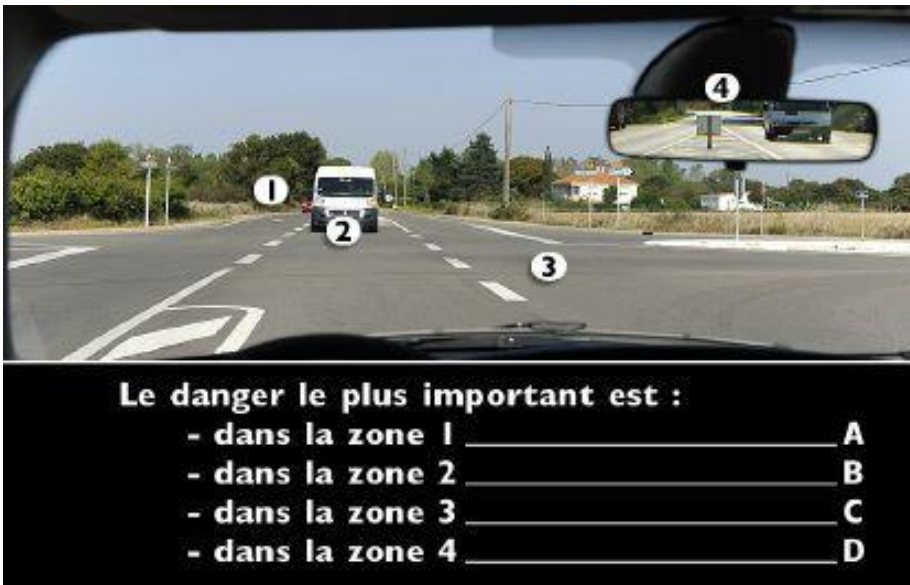 1
4
2
3
Le danger le plus important est :
- dans la zone 1 A
- dans la zone 2 B
- dans la zone 3 C
- dans la zone 4 D